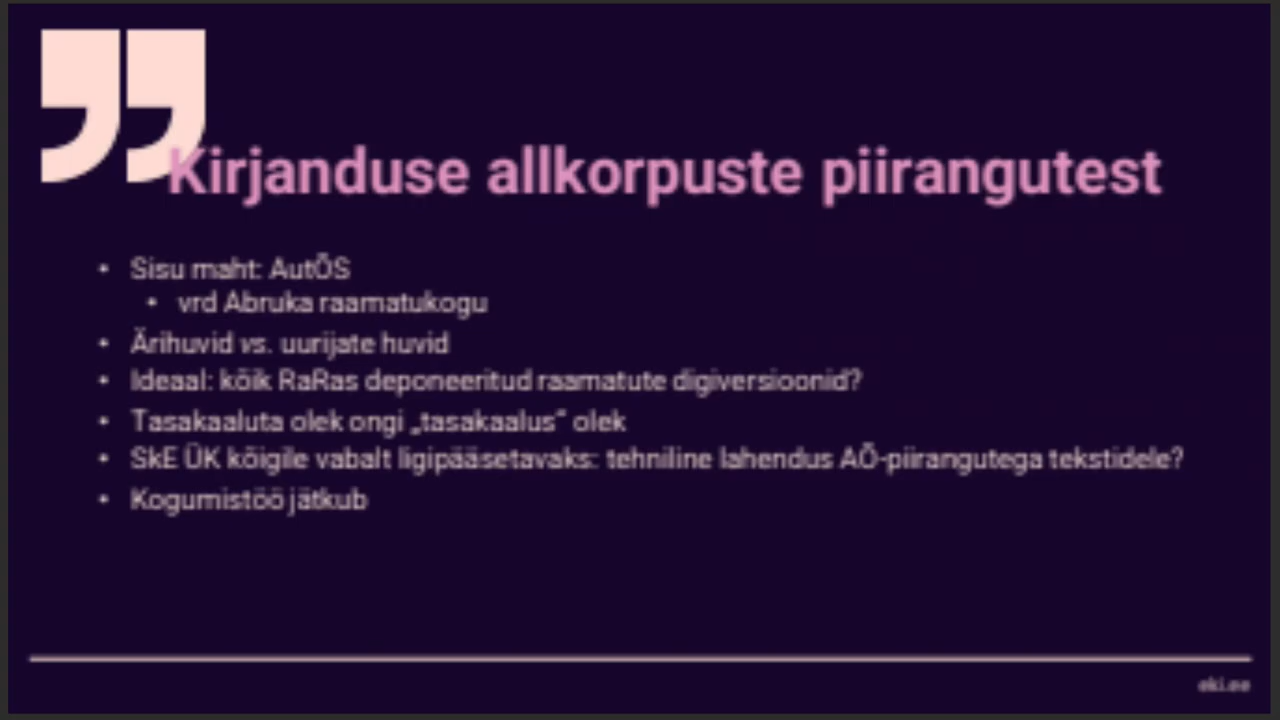 Kirjanduse allkorpuste piirangutest
• Sisu maht: AutÕS
• vrd Abruka raamatukogu
• Ärihuvid vs. uurijate huvid
• Ideaal: kõik RaRas deponeeritud raamatute digiversioonid?
• Tasakaaluta olek ongi „tasakaalus“ olek
• SkE ÜK kõigile vabalt ligipääsetavaks: tehniline lahendus AÕ-piirangutega tekstidele?
• Kogumistöö jätkub
eki.ee